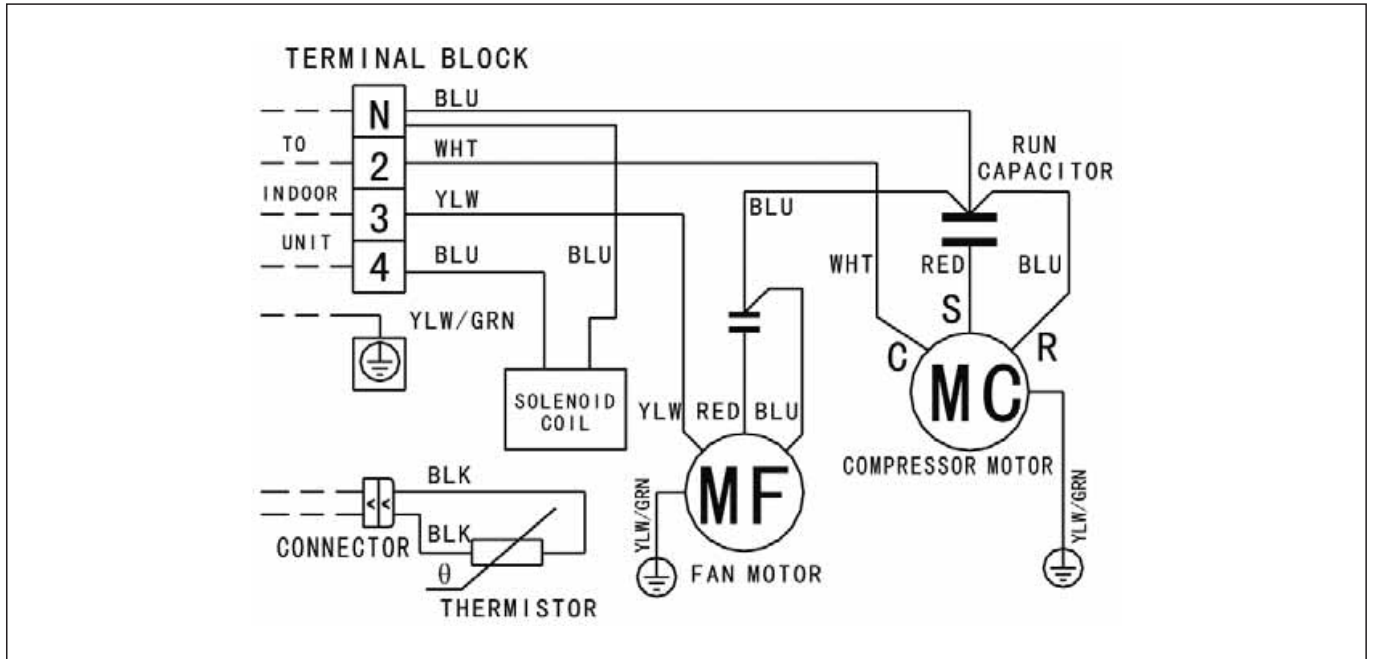 TERMINAL BLOCK
N
BLU
TO
2
WHT
RUN
CAPACITOR
INDOOR
3
YLW
BLU
UNIT
4
BLU
BLU
WHT
RED
BLU
S
YLW/GRN
C
R
MC
SOLENOID
COIL
YLW
RED
BLU
COMPRESSOR MOTOR
BLK
MF
YLW/GRN
YLW/GRN
CONNECTOR
BLK
FAN MOTOR
θ
THERMISTOR